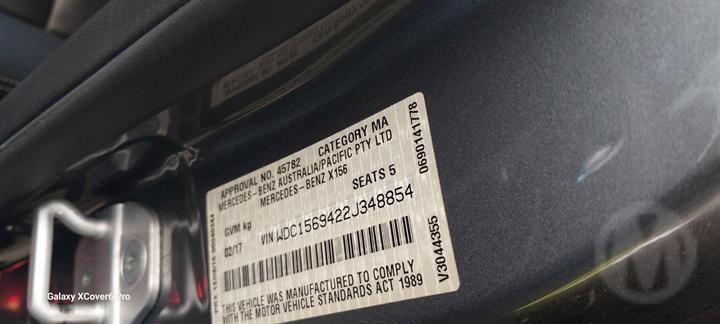 APPROVAL NO. 45782 CATEGORY MA
MERCEDES-BENZ AUSTRALIA/PACIFIC PTY LTD
MERCEDES-BENZ X156
SEATS 5
GVM kg
02/17 VIN WDC1569422J348854
THIS VEHICLE WAS MANUFACTURED TO COMPLY
WITH THE MOTOR VEHICLE STANDARDS ACT 1989
V3044355
0690141778
Galaxy XCover6 Pro
M